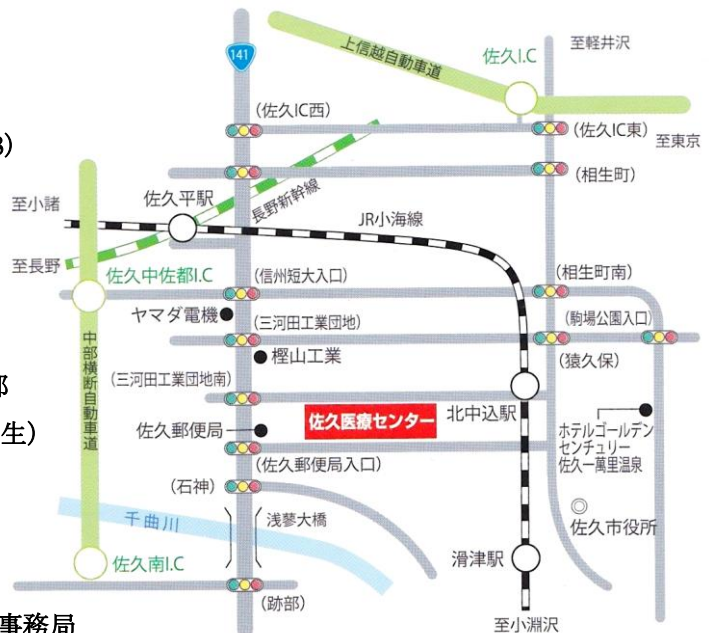 141
上信越自動車道
佐久I.C
至軽井沢
(佐久IC西)
(佐久IC東)
至東京
(相生町)
佐久平駅
長野新幹線
至小諸
JR小海線
至長野
佐久中佐都I.C
(信州短大入口)
(相生町南)
ヤマダ電機
(三河田工業団地)
(駒場公園入口)
樫山工業
(猿久保)
中部横断自動車道
(三河田工業団地南)
部
佐久医療センター
北中込駅
生)
佐久郵便局
ホテルゴールデン
センチュリー
佐久一萬里温泉
(佐久郵便局入口)
(石神)
千曲川
浅蓼大橋
佐久市役所
佐久南I.C
滑津駅
(跡部)
事務局
至小淵沢